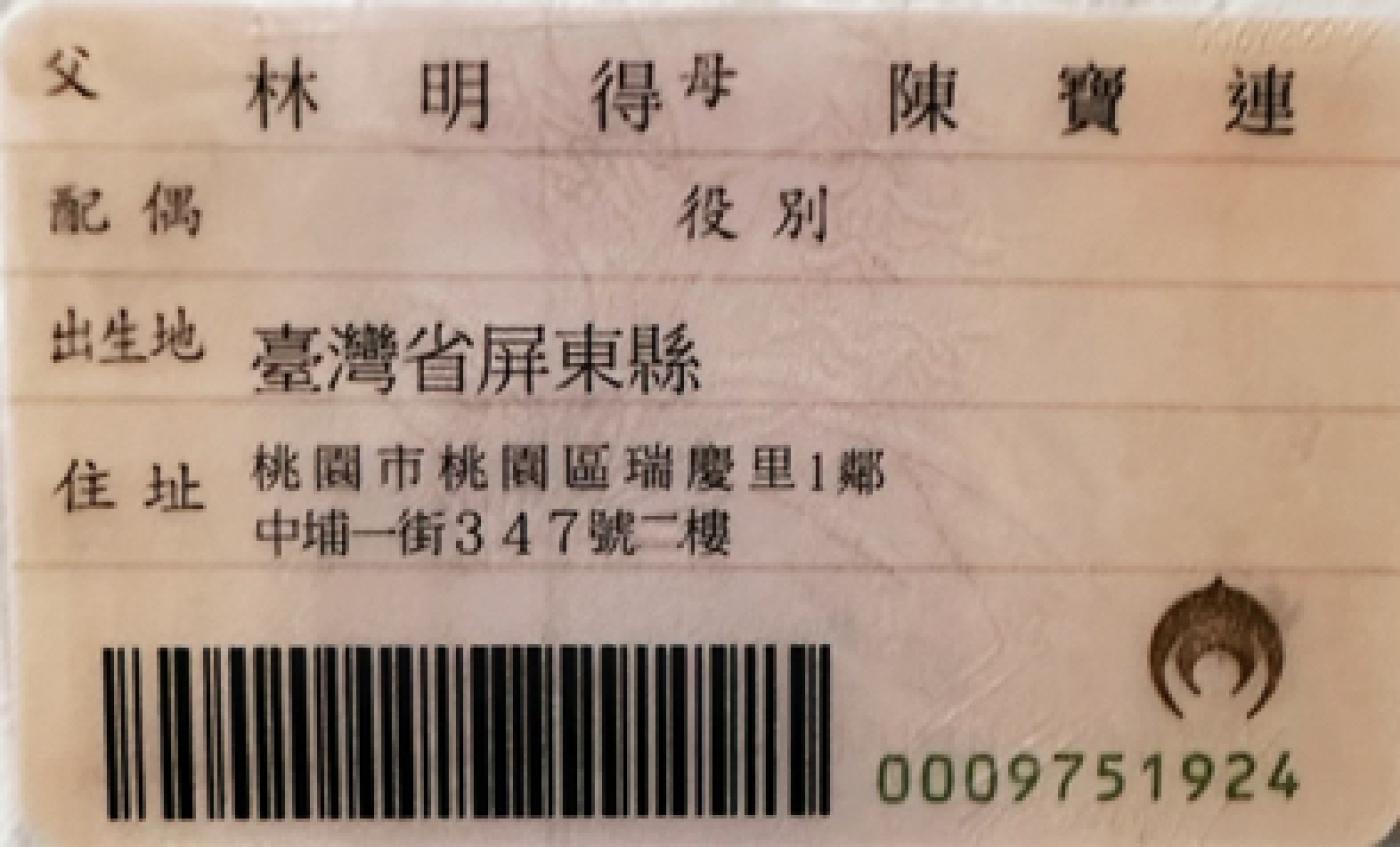 父 林明得 母 陳寶連
配偶 役別
出生地 臺灣省屏東縣
住址 桃園市桃園區瑞慶里1鄰
中埔一街347號二樓
0009751924